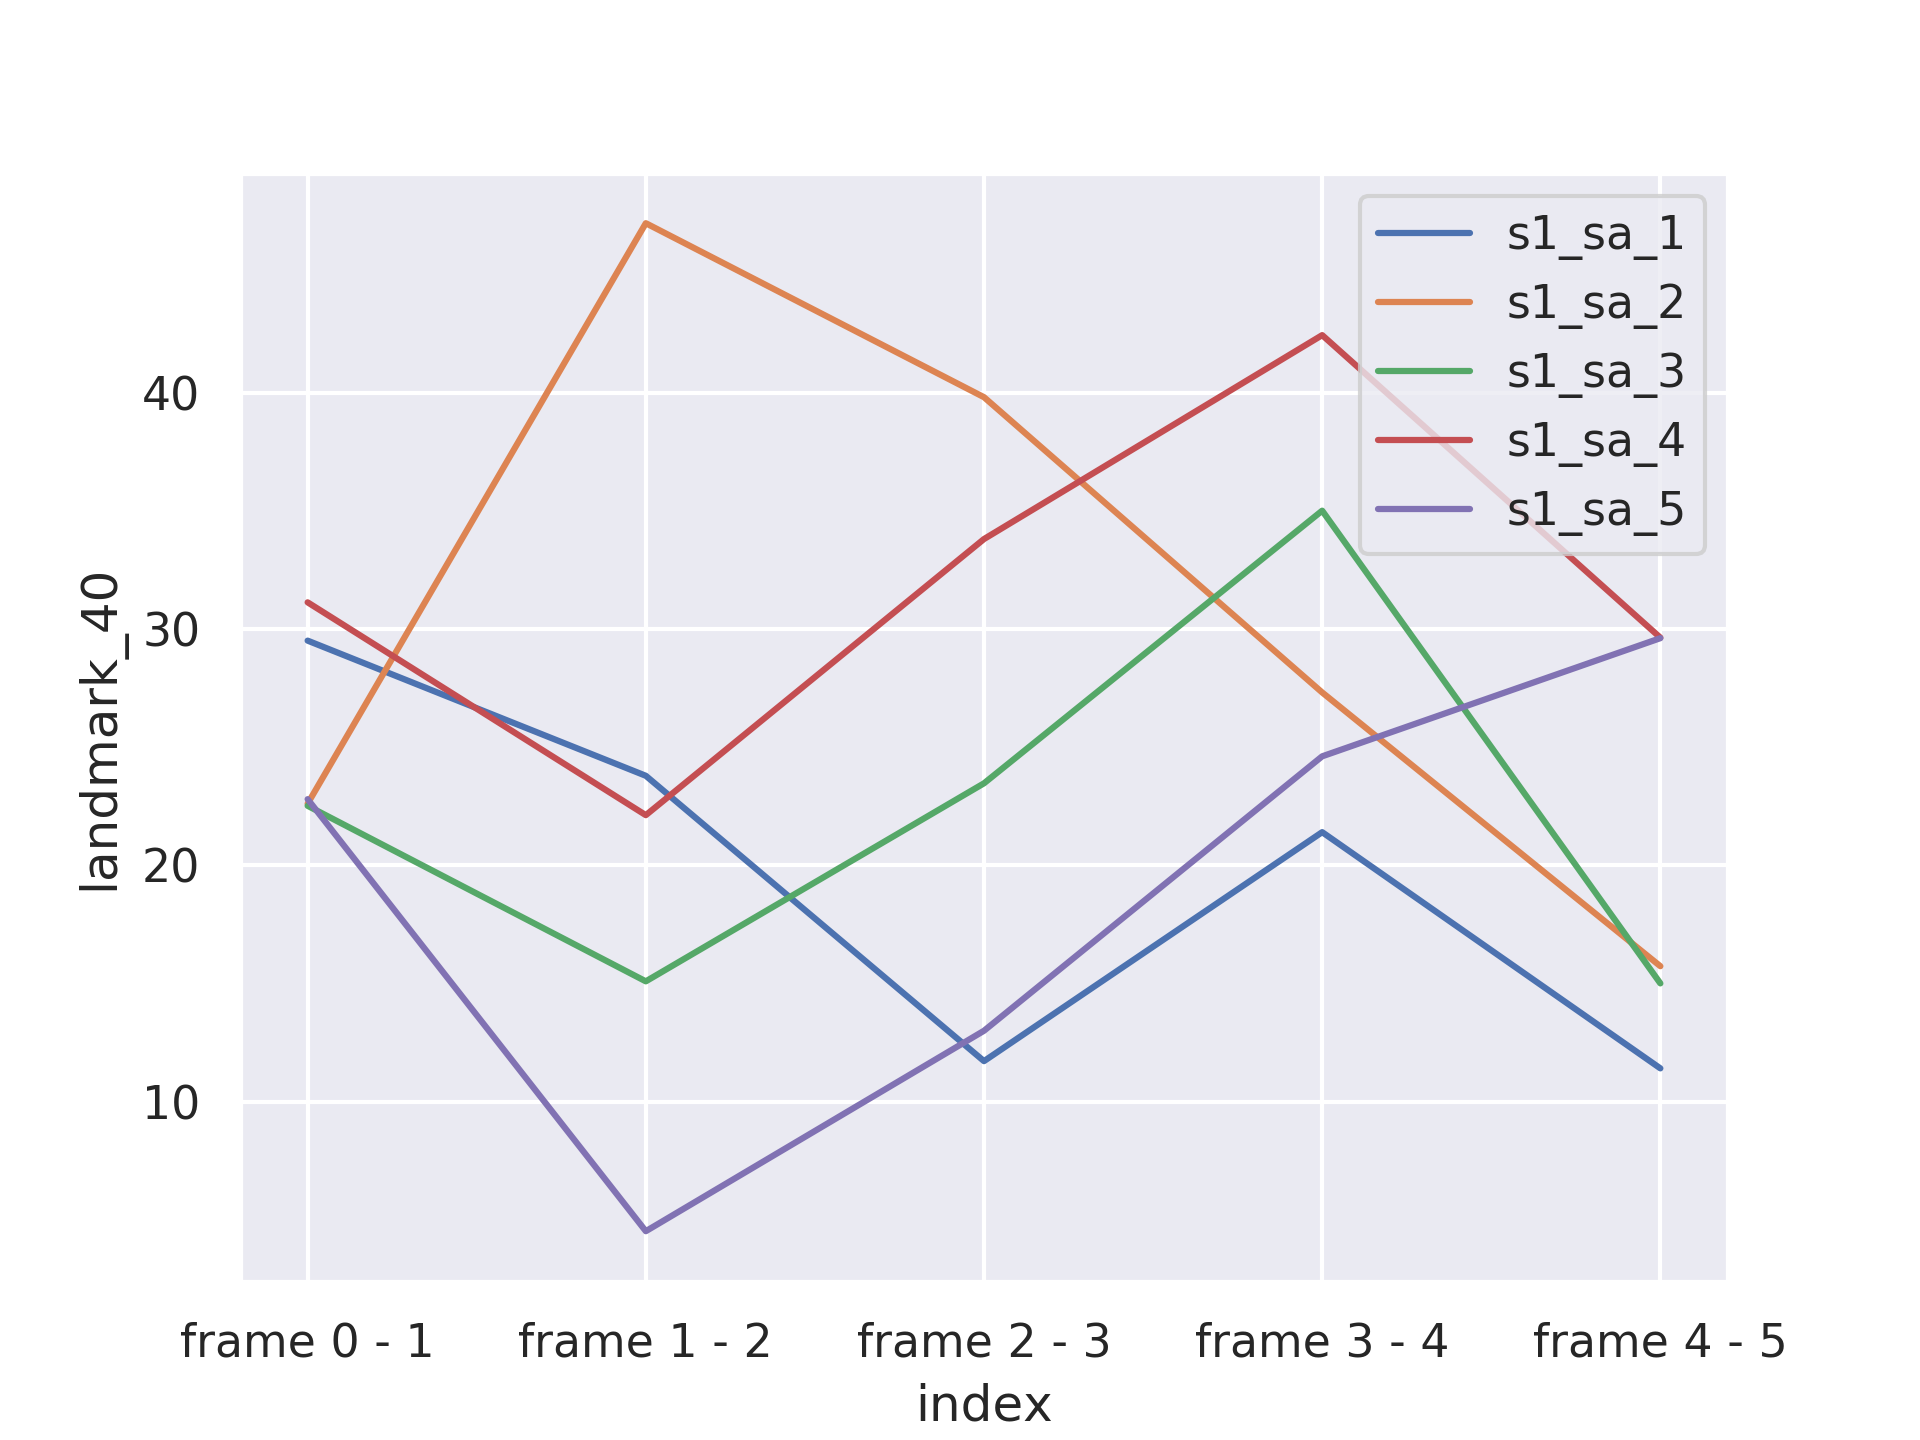 s1_sa_1
s1_sa_2
s1_sa_3
s1_sa_4
s1_sa_5
40
30
20
10
landmark_40
frame 0 - 1 frame 1 - 2 frame 2 - 3 frame 3 - 4 frame 4 - 5
index